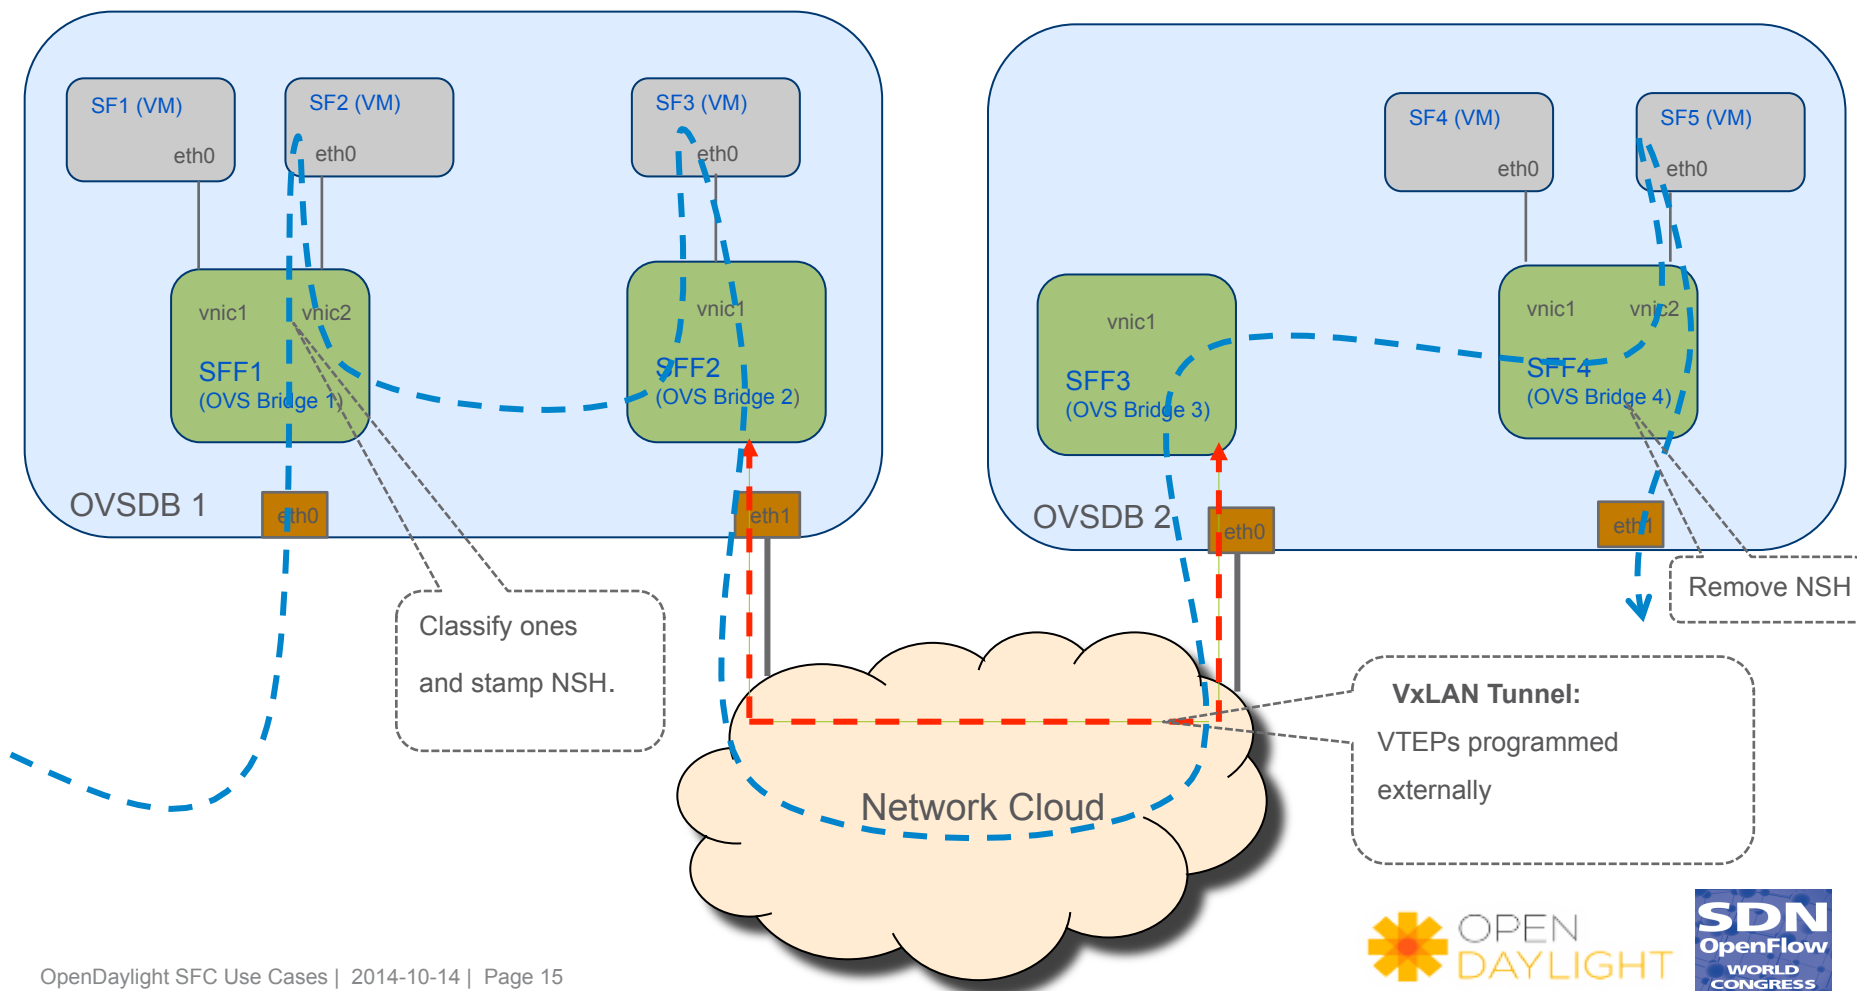 SF1 (VM)
eth0
SF2 (VM)
eth0
SF3 (VM)
eth0
vnic1
vnic2
SFF1
(OVS Bridge 1)
vnic1
SFF2
(OVS Bridge 2)
OVSDB 1
eth0
eth1
SF4 (VM)
eth0
SF5 (VM)
eth0
vnic1
SFF3
(OVS Bridge 3)
vnic1
vnic2
SFF4
(OVS Bridge 4)
OVSDB 2
eth0
eth1
Classify ones
and stamp NSH.
Remove NSH
VxLAN Tunnel:
VTEPs programmed
externally
Network Cloud
OpenDaylight SFC Use Cases | 2014-10-14 | Page 15
OPEN
DAYLIGHT
SDN
OpenFlow
WORLD
CONGRESS